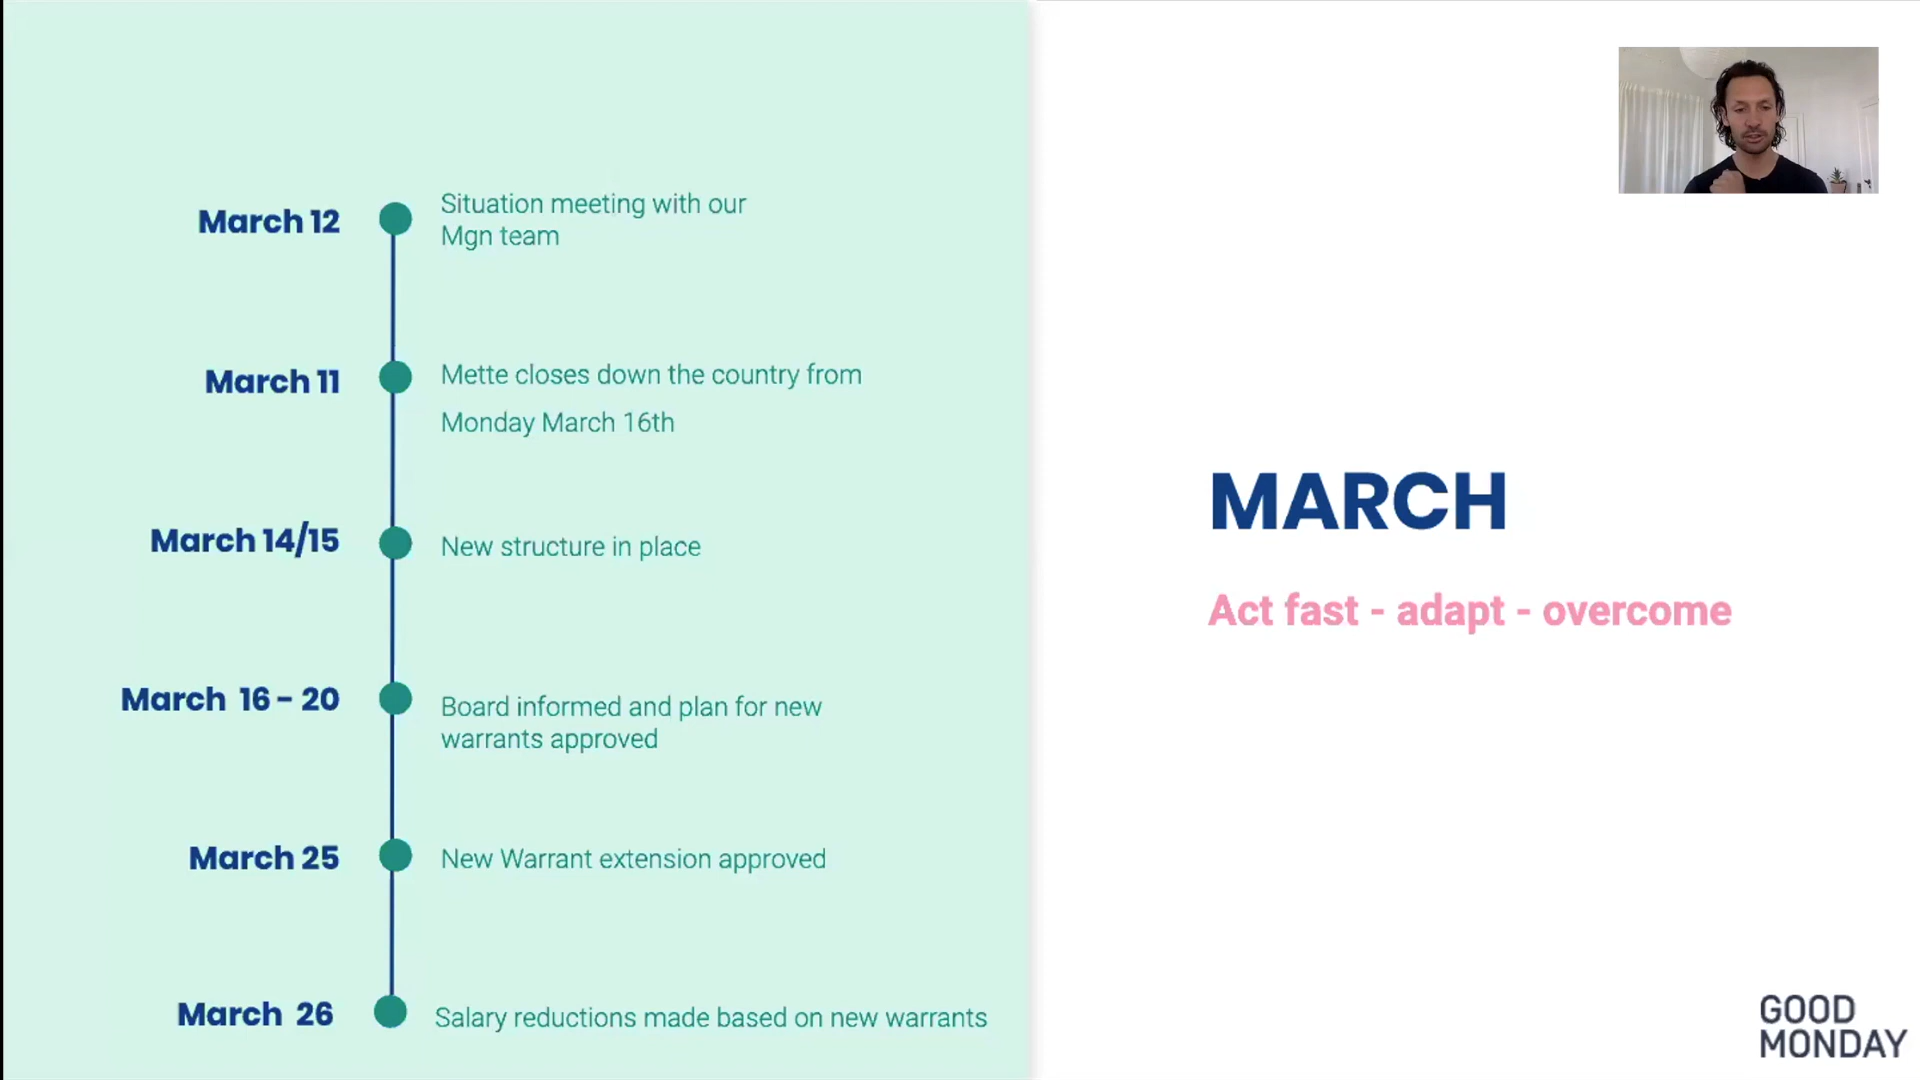 March 12
Situation meeting with our
Mgn team
March 11
Mette closes down the country from
Monday March 16th
March 14/15
New structure in place
March 16 - 20
Board informed and plan for new
warrants approved
March 25
New Warrant extension approved
March 26
Salary reductions made based on new warrants
MARCH
Act fast - adapt - overcome
GOOD
MONDAY